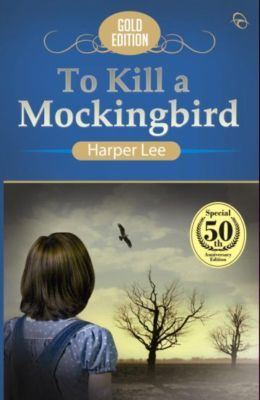 GOLD
EDITION
To Kill a
Mockingbird
Harper Lee
Special
50th
Anniversary
Edition